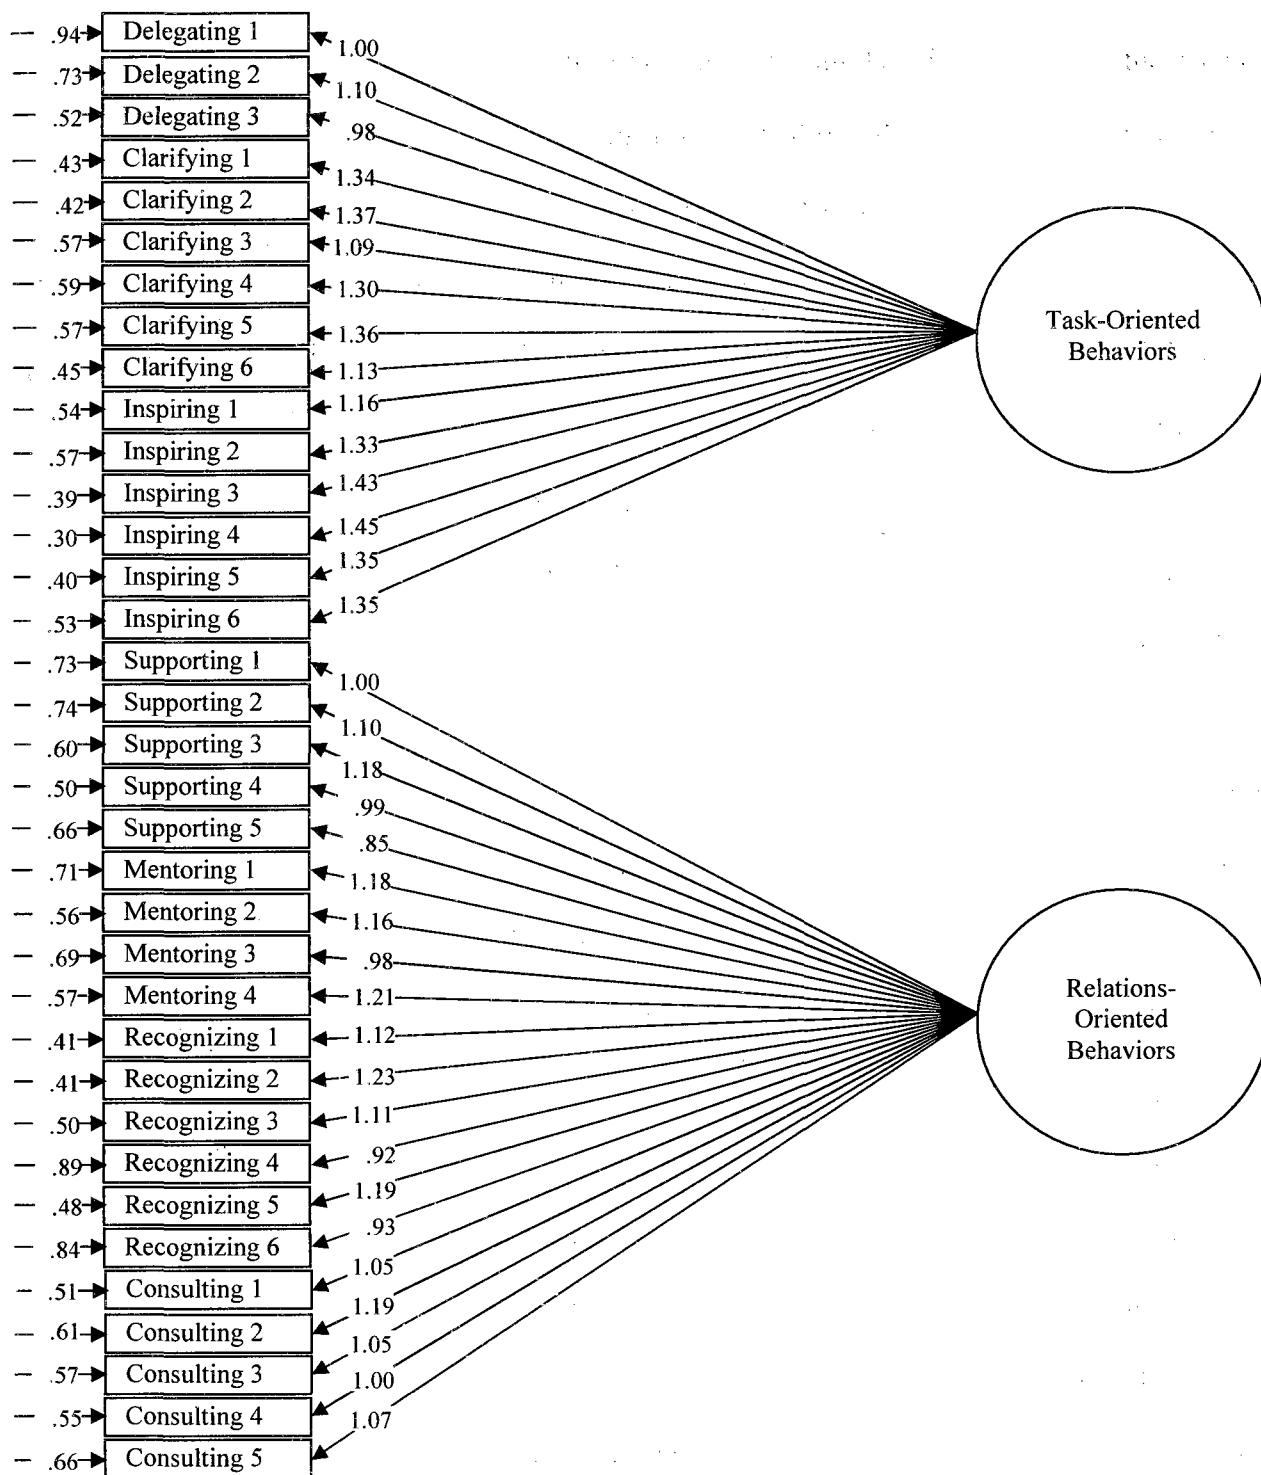 .94 Delegating 1 1.00
.73 Delegating 2 1.10
.52 Delegating 3 .98
.43 Clarifying 1 1.34
.42 Clarifying 2 1.37
.57 Clarifying 3 1.09
.59 Clarifying 4 1.30
.57 Clarifying 5 1.36
.45 Clarifying 6 1.13
.54 Inspiring 1 1.16
.57 Inspiring 2 1.33
.39 Inspiring 3 1.43
.30 Inspiring 4 1.45
.40 Inspiring 5 1.35
.53 Inspiring 6 1.35
Task-Oriented
Behaviors
.73 Supporting 1 1.00
.74 Supporting 2 1.10
.60 Supporting 3 1.18
.50 Supporting 4 .99
.66 Supporting 5 .85
.71 Mentoring 1 1.18
.56 Mentoring 2 1.16
.69 Mentoring 3 .98
.57 Mentoring 4 1.21
.41 Recognizing 1 1.12
.41 Recognizing 2 1.23
.50 Recognizing 3 1.11
.89 Recognizing 4 .92
.48 Recognizing 5 1.19
.84 Recognizing 6 .93
.51 Consulting 1 1.05
.61 Consulting 2 1.19
.57 Consulting 3 1.05
.55 Consulting 4 1.00
.66 Consulting 5 1.07
Relations-
Oriented
Behaviors